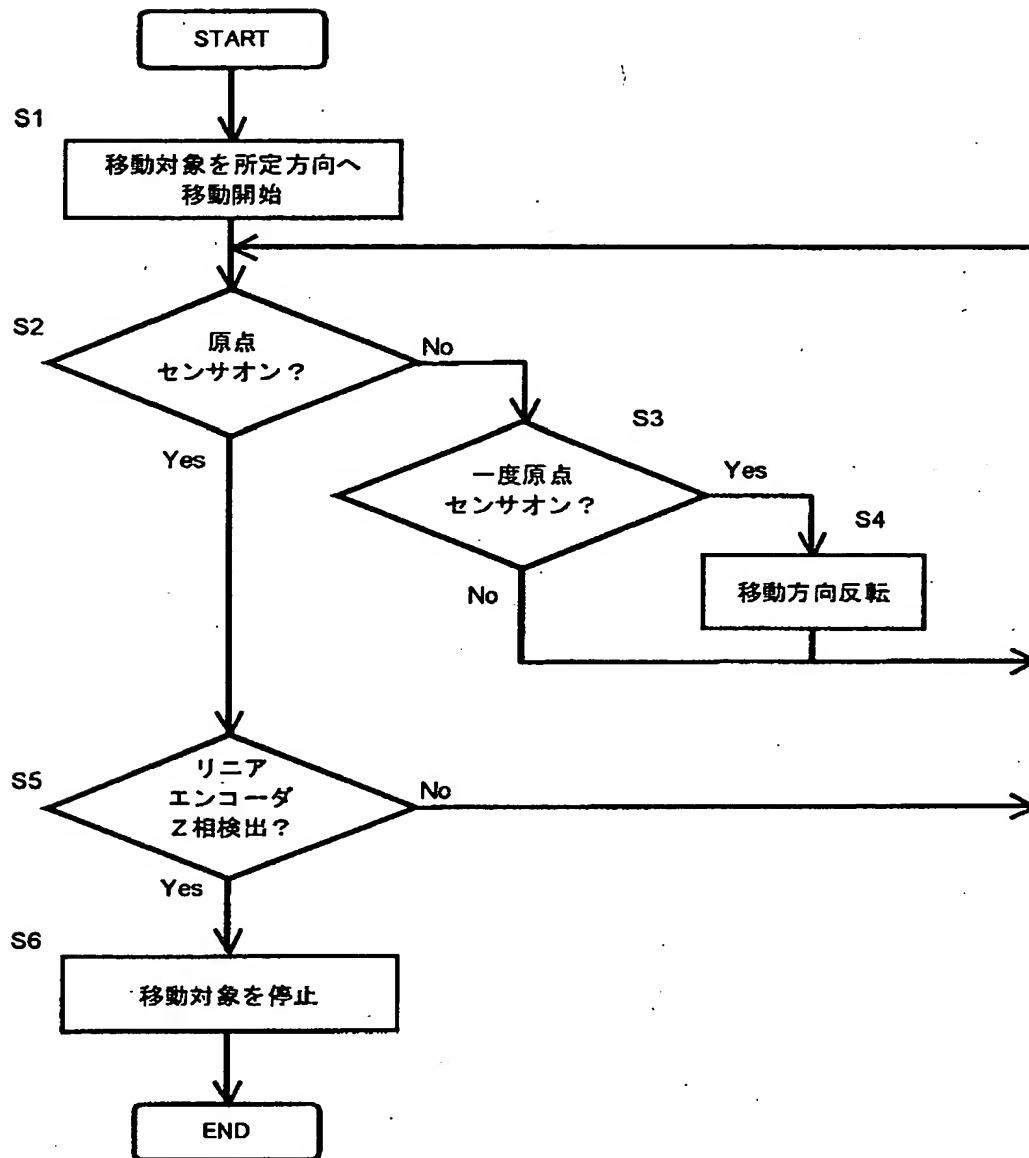 START
S1
移動対象を所定方向へ
移動開始
S2
原点
センサオン?
No
Yes
S3
一度原点
センサオン?
Yes
No
S4
移動方向反転
S5
リニア
エンコーダ
Z相検出?
No
Yes
S6
移動対象を停止
END